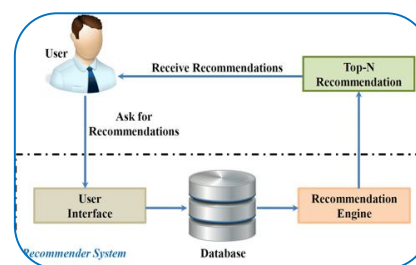 User
Receive Recommendations
Top-N
Recommendation
Ask for
Recommendations
User
Interface
Recommendation
Engine
Recommender System
Database